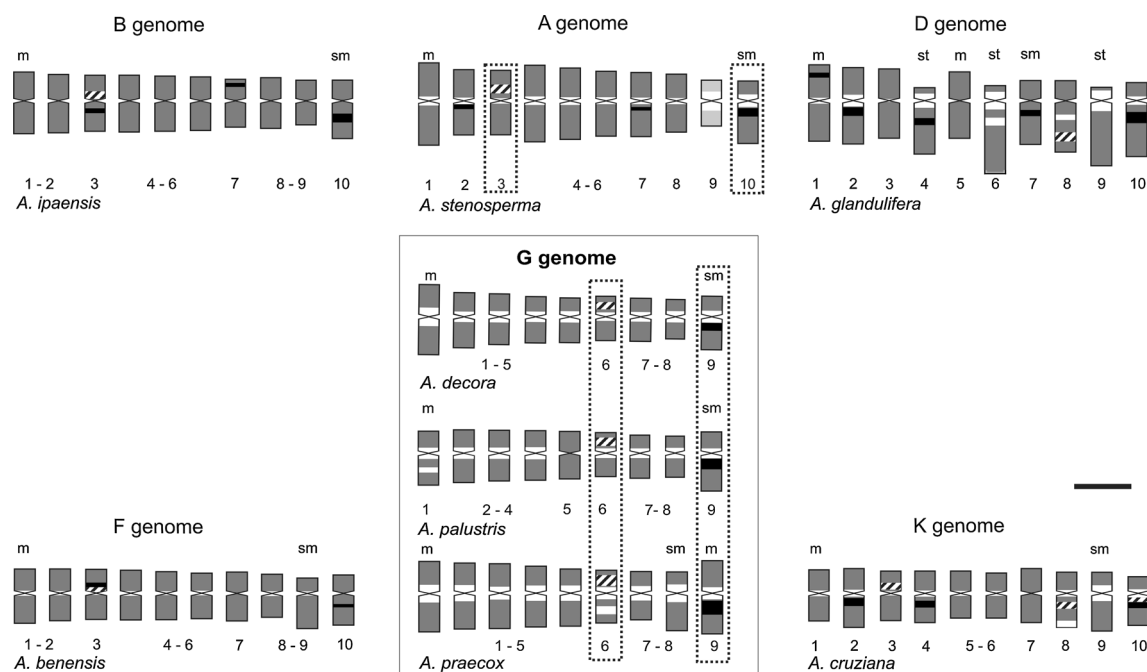 B genome
m sm
1 - 2 3 4 - 6 7 8 - 9 10
A. ipaensis
A genome
m sm
1 2 3 4 - 6 7 8 9 10
A. stenosperma
D genome
m st m st sm st
1 2 3 4 5 6 7 8 9 10
A. glandulifera
G genome
m sm
1 - 5 6 7 - 8 9
A. decora
m sm
1 2 - 4 5 6 7- 8 9
A. palustris
m sm m
1 - 5 6 7 - 8 9
A. praecox
F genome
m sm
1 - 2 3 4 - 6 7 8 - 9 10
A. benensis
K genome
m sm
1 2 3 4 5 - 6 7 8 9 10
A. cruziana